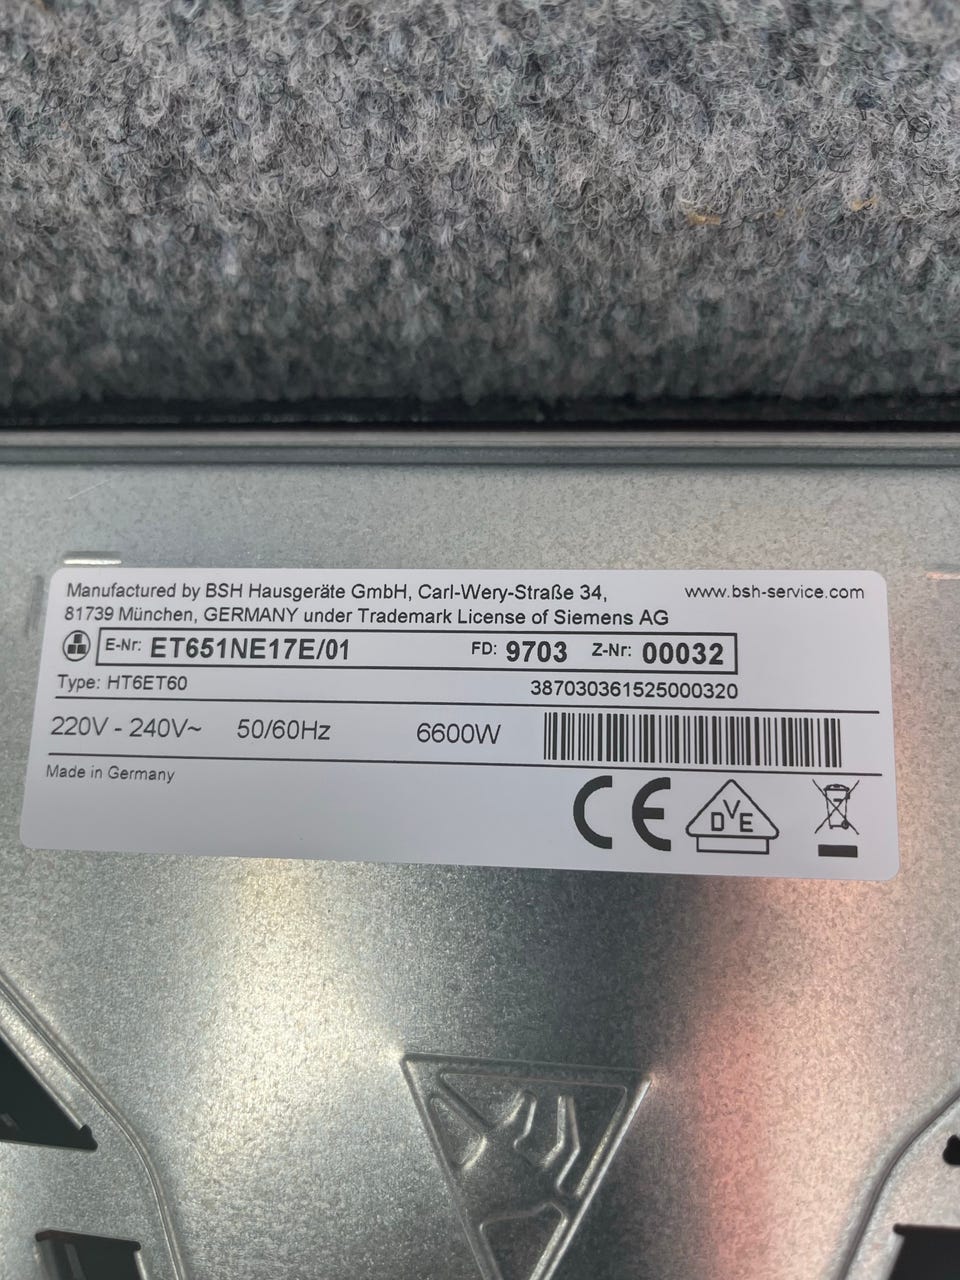 Manufactured by BSH Hausgeräte GmbH, Carl-Wery-Straße 34, www.bsh-service.com
81739 München, GERMANY under Trademark License of Siemens AG
E-Nr: ET651NE17E/01 FD: 9703 Z-Nr: 00032
Type: HT6ET60 387030361525000320
220V - 240V~ 50/60Hz 6600W
Made in Germany
CE DVE